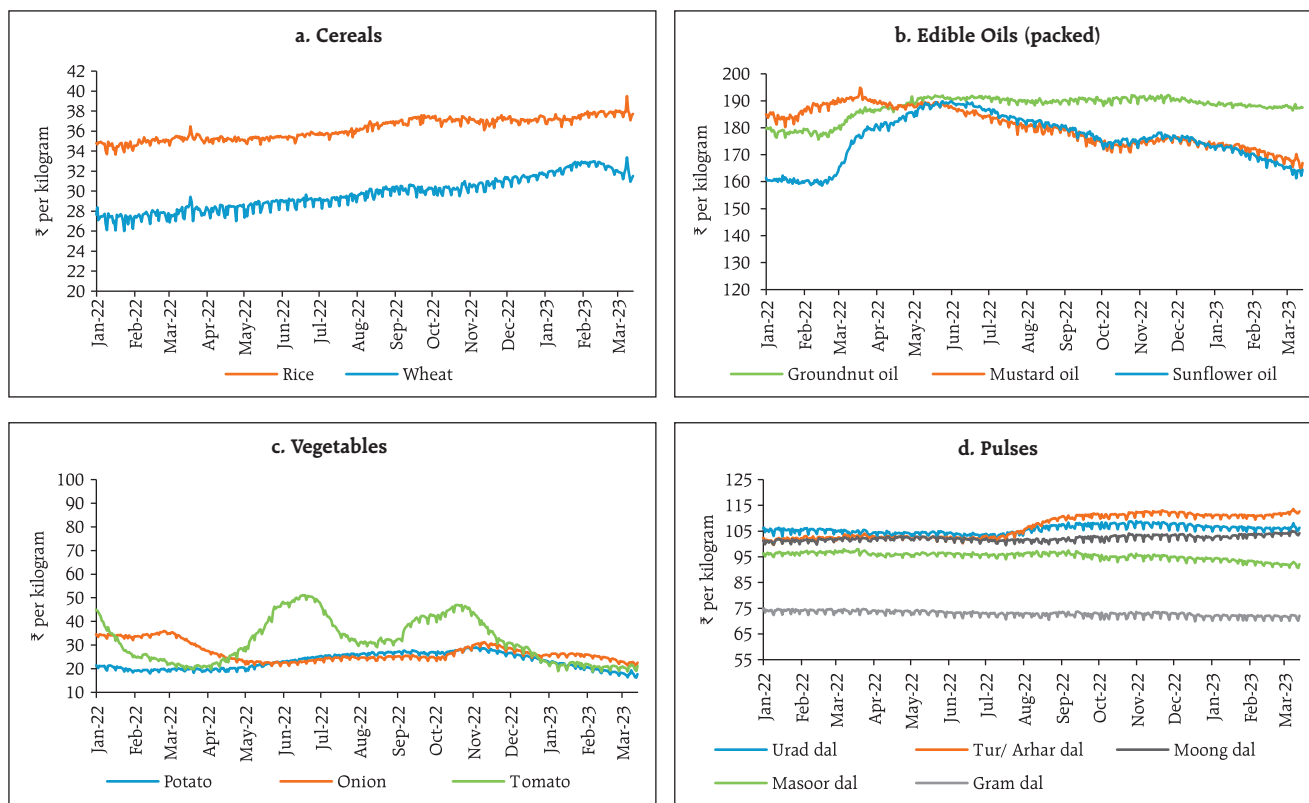 a. Cereals
₹ per kilogram
42
40
38
36
34
32
30
28
26
24
22
20
Jan-22
Feb-22
Mar-22
Apr-22
May-22
Jun-22
Jul-22
Aug-22
Sep-22
Oct-22
Nov-22
Dec-22
Jan-23
Feb-23
Mar-23
Rice Wheat
b. Edible Oils (packed)
₹ per kilogram
200
190
180
170
160
150
140
130
120
Jan-22
Feb-22
Mar-22
Apr-22
May-22
Jun-22
Jul-22
Aug-22
Sep-22
Oct-22
Nov-22
Dec-22
Jan-23
Feb-23
Mar-23
Groundnut oil Mustard oil Sunflower oil
c. Vegetables
₹ per kilogram
100
90
80
70
60
50
40
30
20
10
Jan-22
Feb-22
Mar-22
Apr-22
May-22
Jun-22
Jul-22
Aug-22
Sep-22
Oct-22
Nov-22
Dec-22
Jan-23
Feb-23
Mar-23
Potato Onion Tomato
d. Pulses
₹ per kilogram
125
115
105
95
85
75
65
55
Jan-22
Feb-22
Mar-22
Apr-22
May-22
Jun-22
Jul-22
Aug-22
Sep-22
Oct-22
Nov-22
Dec-22
Jan-23
Feb-23
Mar-23
Urad dal Tur/ Arhar dal Moong dal
Masoor dal Gram dal